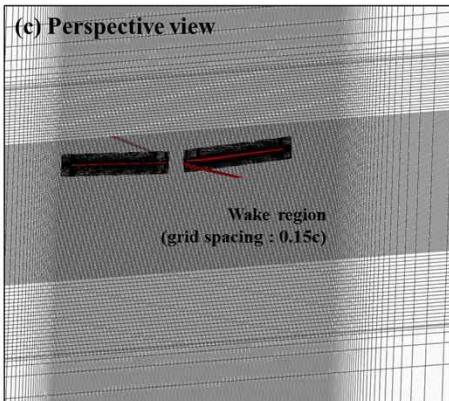 (c) Perspective view
Wake region
(grid spacing : 0.15c)